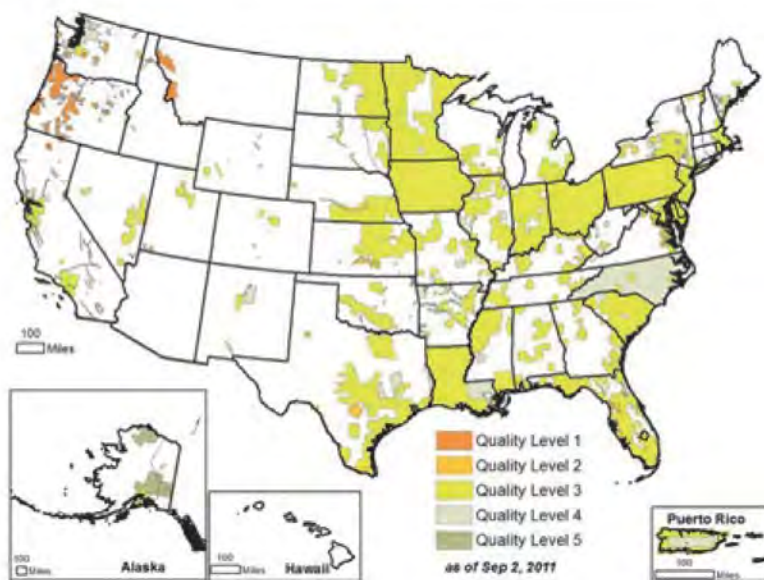 100
Miles
Quality Level 1
Quality Level 2
Quality Level 3
Quality Level 4
Quality Level 5
as of Sep 2, 2011
Miles
Alaska
100
Miles
Hawaii
Puerto Rico
100
Miles